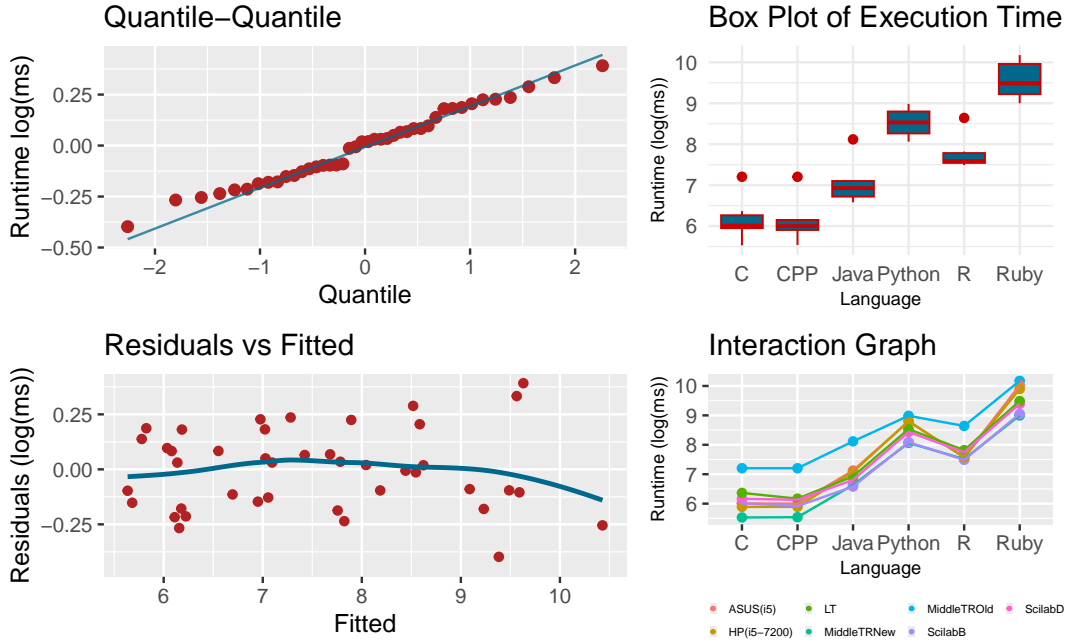 Quantile−Quantile
Runtime log(ms)
0.25
0.00
−0.25
−0.50
−2
−1
0
1
2
Quantile
Box Plot of Execution Time
Runtime (log(ms))
10
9
8
7
6
C
CPP
Java
Python
R
Ruby
Language
Residuals vs Fitted
Residuals (log(ms))
0.25
0.00
−0.25
6
7
8
9
10
Fitted
Interaction Graph
Runtime (log(ms))
10
9
8
7
6
C
CPP
Java
Python
R
Ruby
Language
ASUS(i5)
LT
MiddleTROld
ScilabD
HP(i5−7200)
MiddleTRNew
ScilabB